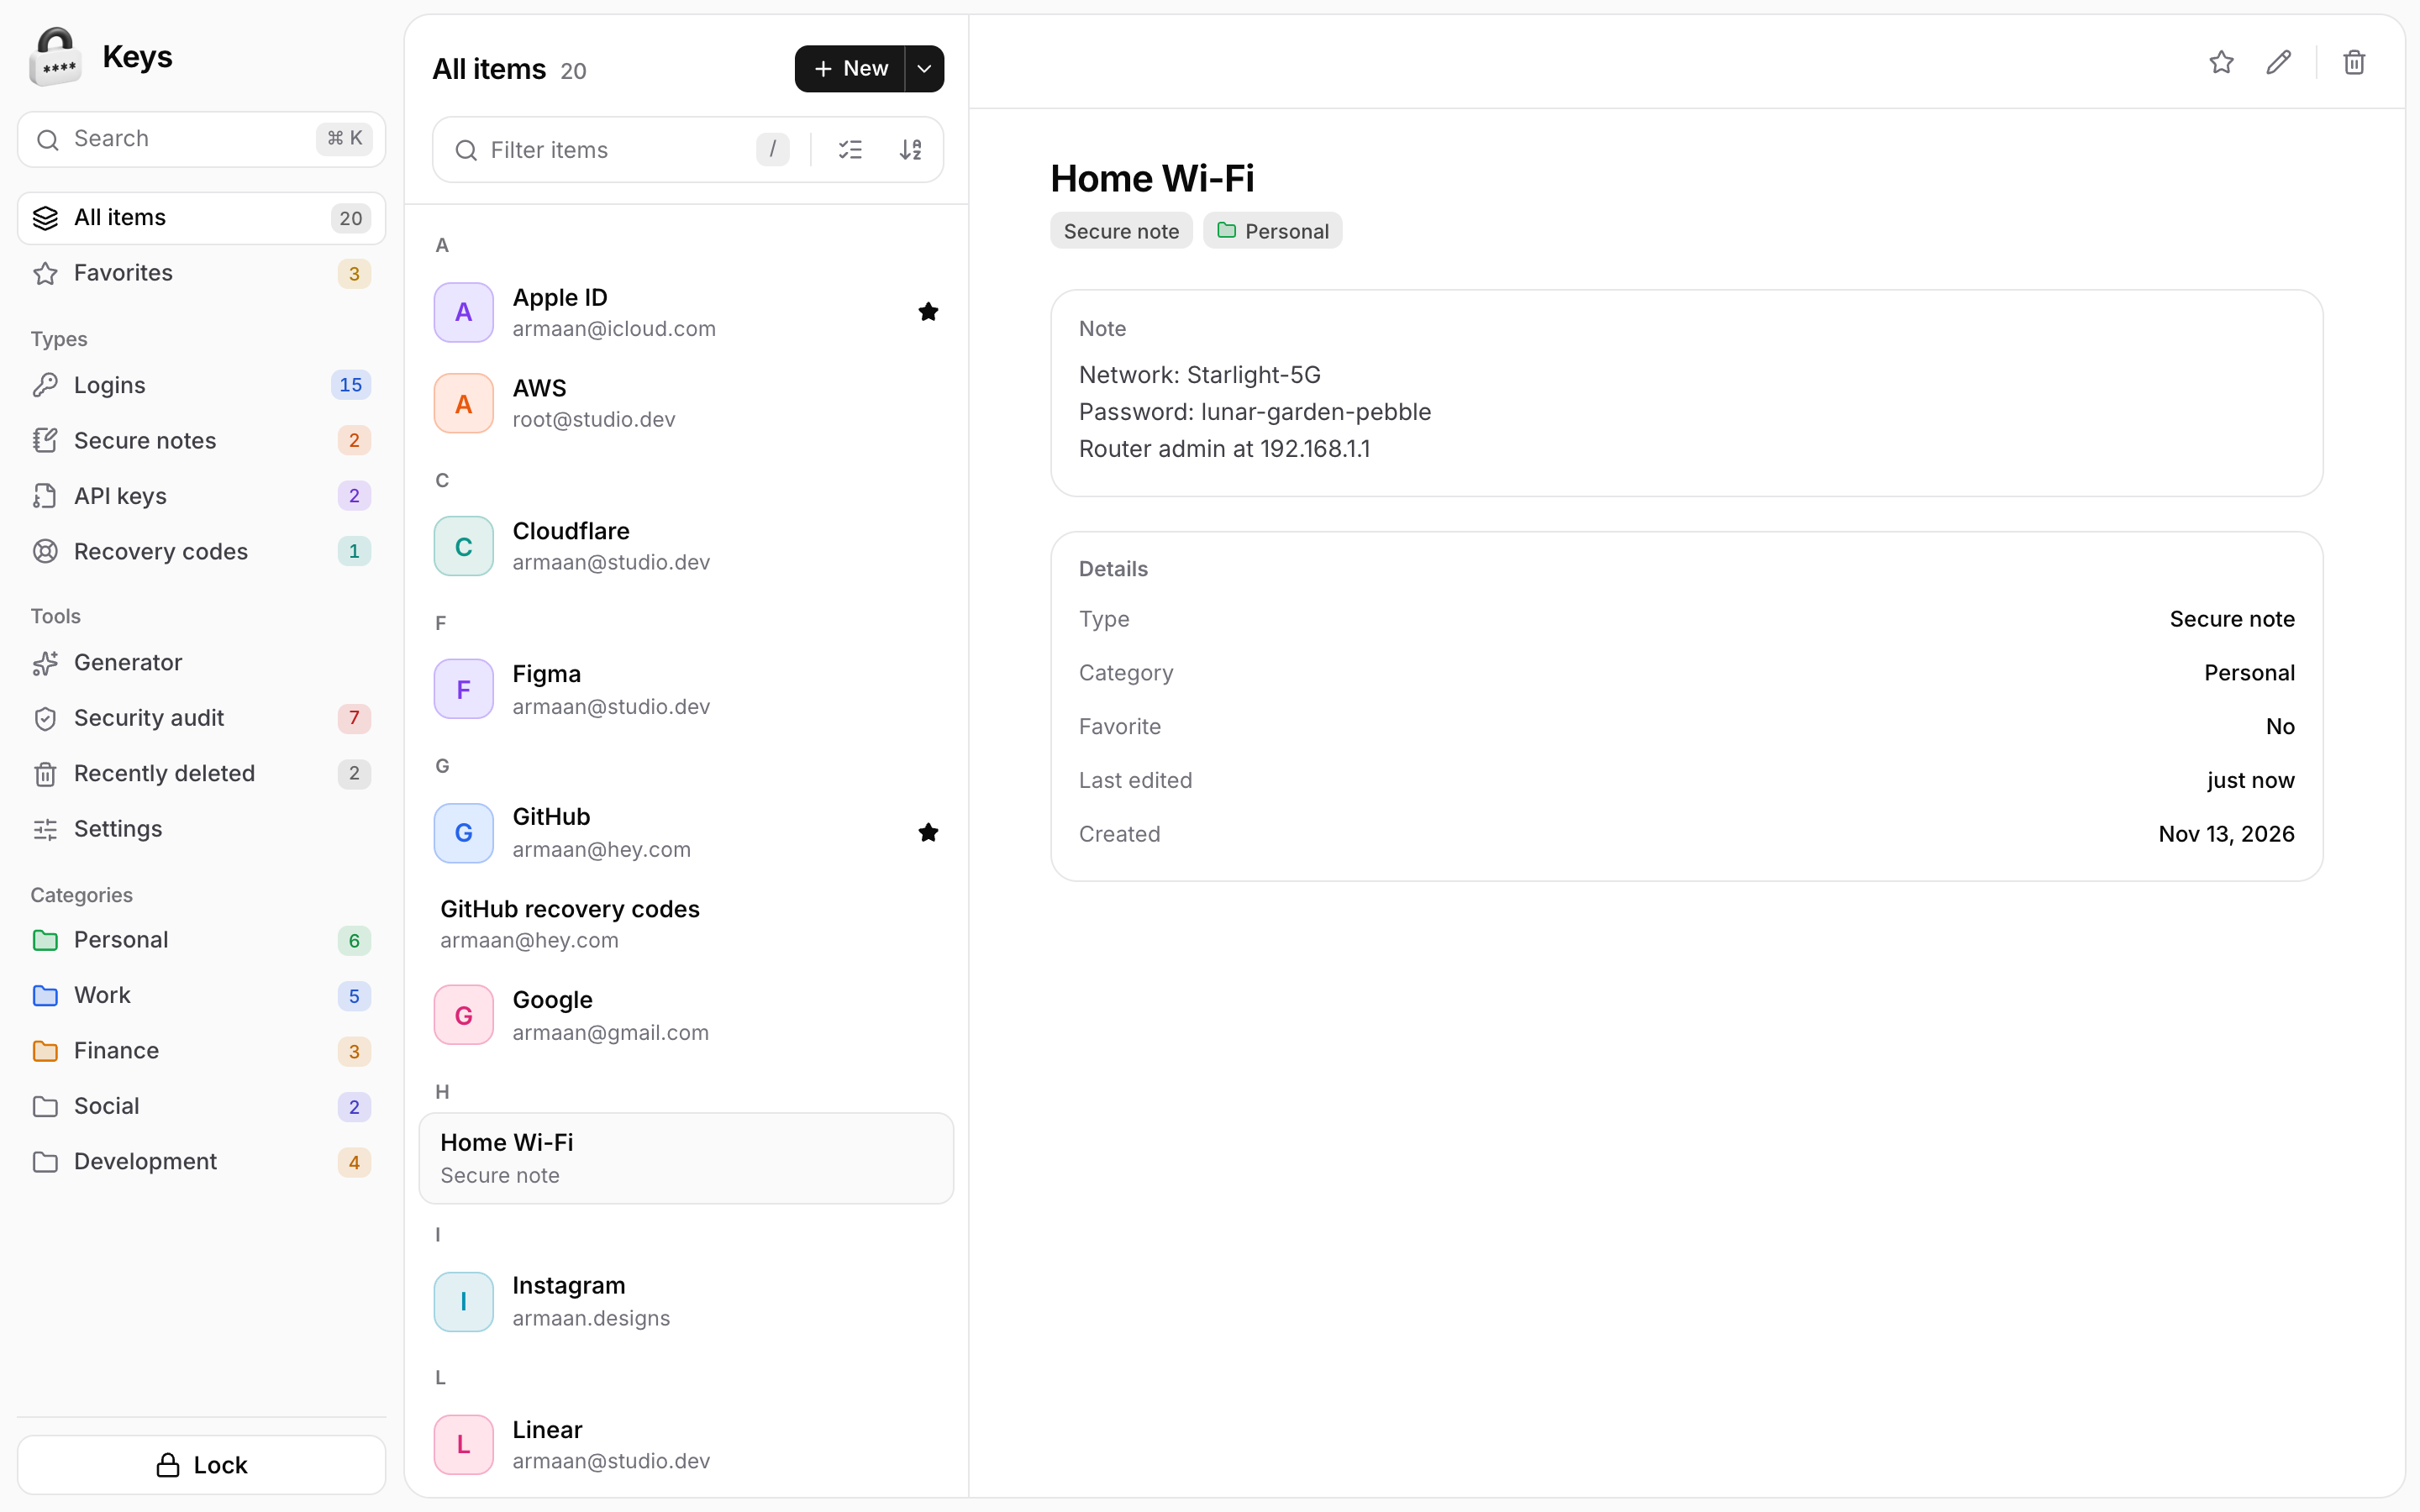 ****
Keys
Search
⌘ K
All items
20
Favorites
3
Types
Logins
15
Secure notes
2
API keys
2
Recovery codes
1
Tools
Generator
Security audit
7
Recently deleted
2
Settings
Categories
Personal
6
Work
5
Finance
3
Social
2
Development
4
Lock
All items 20
New
Filter items
/
A
A
Apple ID
armaan@icloud.com
A
AWS
root@studio.dev
C
C
Cloudflare
armaan@studio.dev
F
F
Figma
armaan@studio.dev
G
G
GitHub
armaan@hey.com
GitHub recovery codes
armaan@hey.com
G
Google
armaan@gmail.com
H
Home Wi-Fi
Secure note
I
I
Instagram
armaan.designs
L
L
Linear
armaan@studio.dev
Home Wi-Fi
Secure note
Personal
Note
Network: Starlight-5G
Password: lunar-garden-pebble
Router admin at 192.168.1.1
Details
Type
Secure note
Category
Personal
Favorite
No
Last edited
just now
Created
Nov 13, 2026